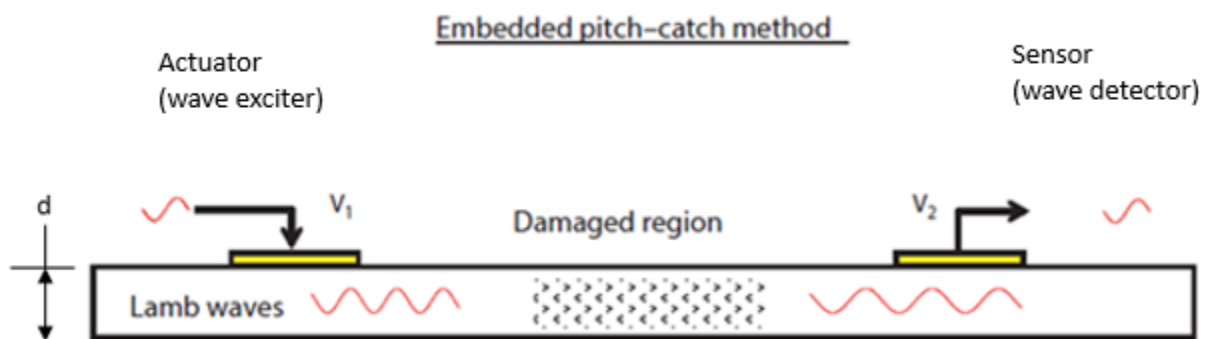 Embedded pitch–catch method
Actuator
(wave exciter)
Sensor
(wave detector)
d
V₁
Damaged region
V₂
Lamb waves